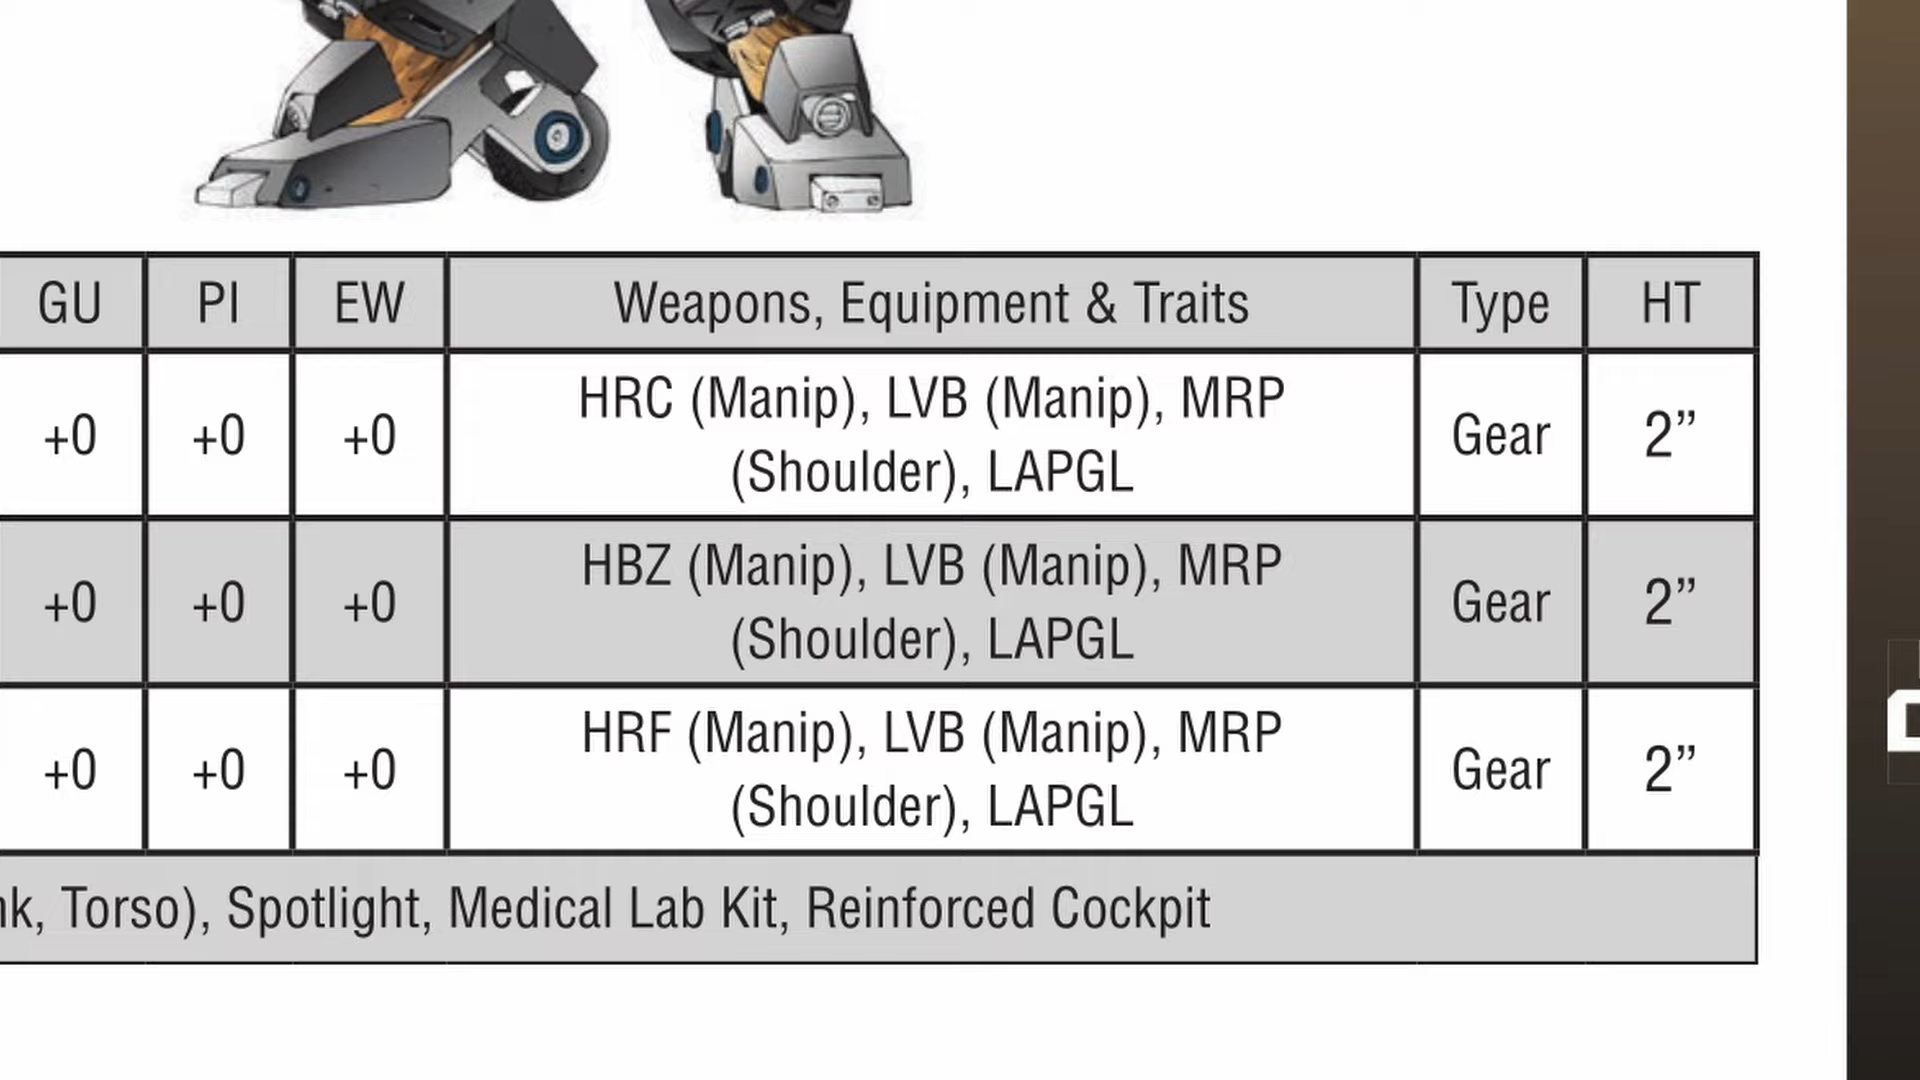 GU PI EW Weapons, Equipment & Traits Type HT
HRC (Manip), LVB (Manip), MRP
+0 +0 +0 Gear 2”
(Shoulder), LAPGL
HBZ (Manip), LVB (Manip), MRP
+0 +0 +0 Gear 2”
(Shoulder), LAPGL
HRF (Manip), LVB (Manip), MRP
+0 +0 +0 Gear 2”
(Shoulder), LAPGL
Torso), Spotlight, Medical Lab Kit, Reinforced Cockpit